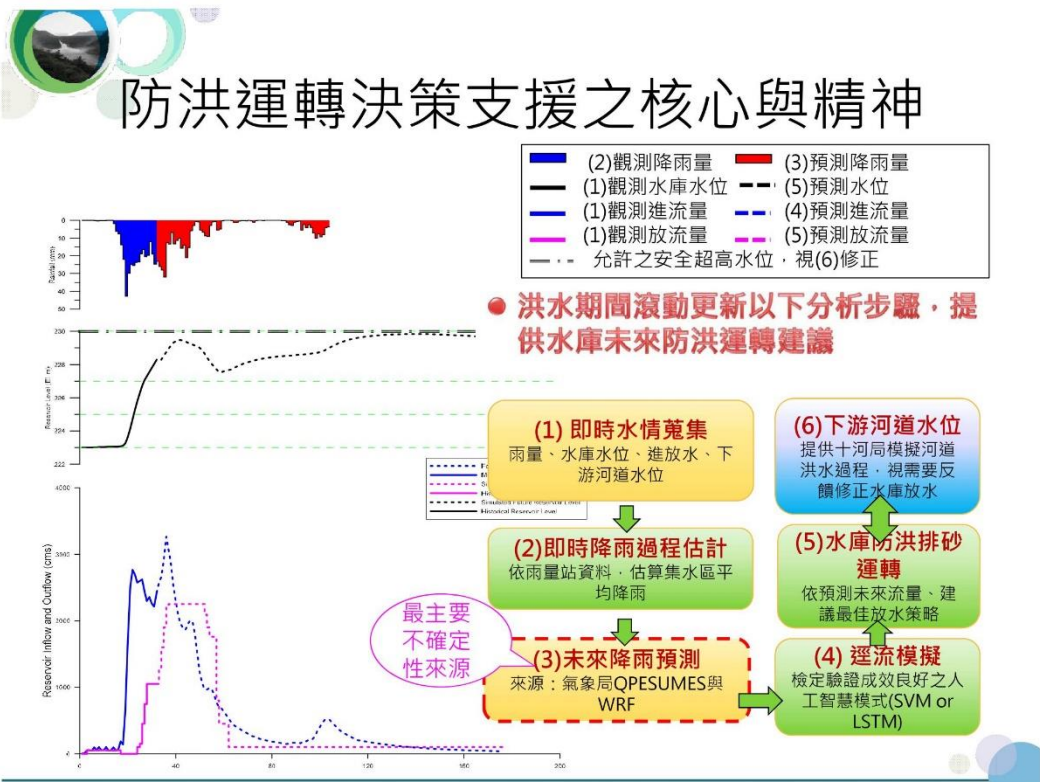 防洪運轉決策支援之核心與精神
(2)觀測降雨量
(3)預測降雨量
(1)觀測水庫水位
(5)預測水位
(1)觀測進流量
(4)預測進流量
(1)觀測放流量
(5)預測放流量
允許之安全超高水位，視(6)修正
洪水期間滾動更新以下分析步驟，提
供水庫未來防洪運轉建議
0
10
20
30
40
50
230
228
226
224
222
Reservoir Level (EL. m)
Simulated Future Reservoir Level
Historical Reservoir Level
(1) 即時水情蒐集
雨量、水庫水位、進放水、下
游河道水位
(2)即時降雨過程估計
依雨量站資料，估算集水區平
均降雨
最主要
不確定
性來源
(3)未來降雨預測
來源：氣象局QPESUMES與
WRF
(4) 逕流模擬
檢定驗證成效良好之人
工智慧模式(SVM or
LSTM)
(5)水庫防洪排砂
運轉
依預測未來流量、建
議最佳放水策略
(6)下游河道水位
提供十河局模擬河道
洪水過程，視需要反
饋修正水庫放水
Reservoir Inflow and Outflow (cms)
4000
2000
1000
0
40
80
120
160
200